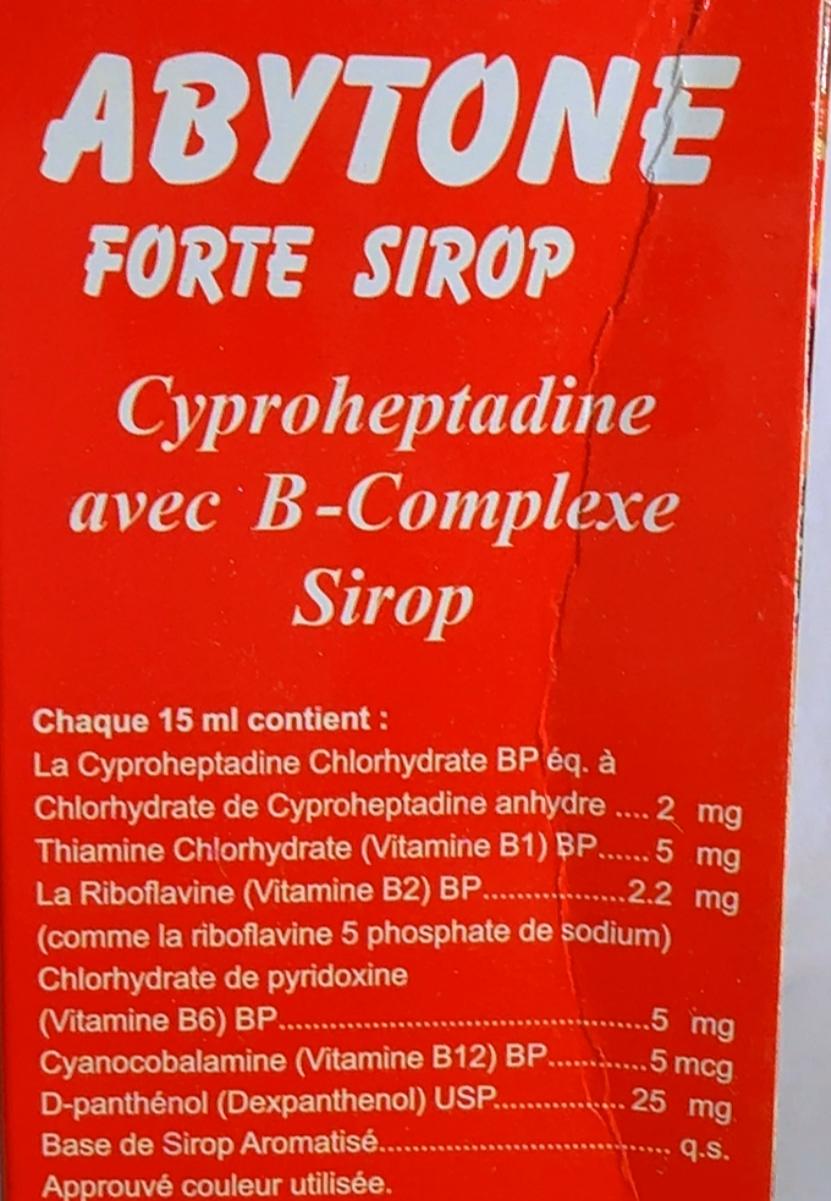 ABYTONE
FORTE SIROP
Cyproheptadine
avec B-Complexe
Sirop
Chaque 15 ml contient :
La Cyproheptadine Chlorhydrate BP éq. à
Chlorhydrate de Cyproheptadine anhydre .... 2 mg
Thiamine Chlorhydrate (Vitamine B1) BP...... 5 mg
La Riboflavine (Vitamine B2) BP.................2.2 mg
(comme la riboflavine 5 phosphate de sodium)
Chlorhydrate de pyridoxine
(Vitamine B6) BP.............................................5 mg
Cyanocobalamine (Vitamine B12) BP............5 mcg
D-panthénol (Dexpanthenol) USP................ 25 mg
Base de Sirop Aromatisé.................................... q.s.
Approuvé couleur utilisée.